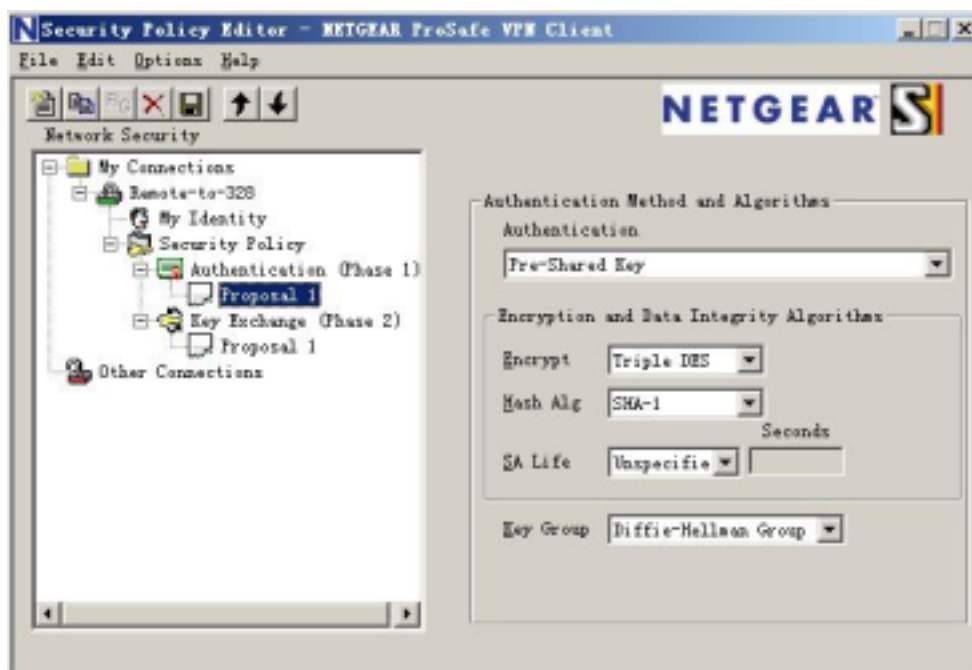 Security Policy Editor - NETGEAR ProSafe VPN Client
File Edit Options Help
NETGEAR
Network Security
My Connections
Remote-to-328
My Identity
Security Policy
Authentication (Phase 1)
Proposal 1
Key Exchange (Phase 2)
Proposal 1
Other Connections
Authentication Method and Algorithms
Authentication
Pre-Shared Key
Encryption and Data Integrity Algorithms
Encrypt Triple DES
Hash Alg SHA-1
Seconds
SA Life Unspecifie
Key Group Diffie-Hellman Group